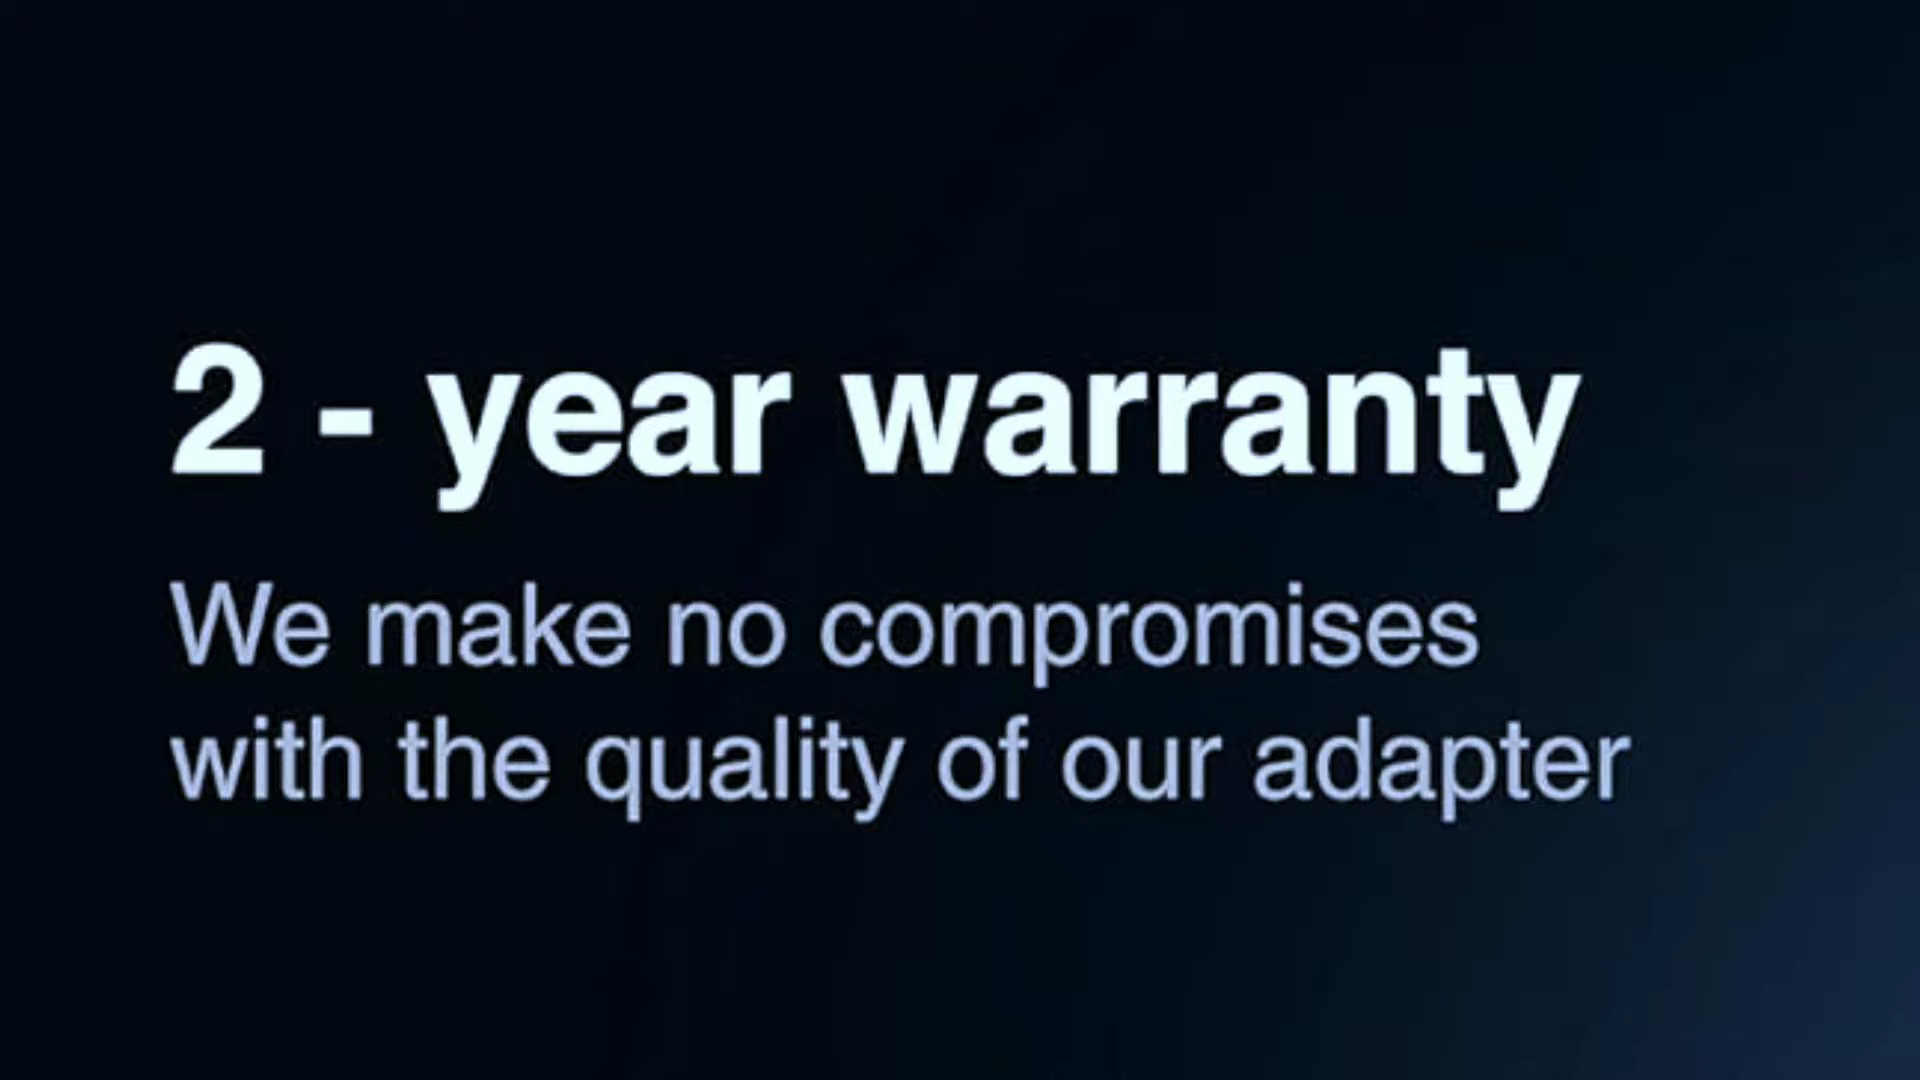 2 - year warranty
We make no compromises
with the quality of our adapter